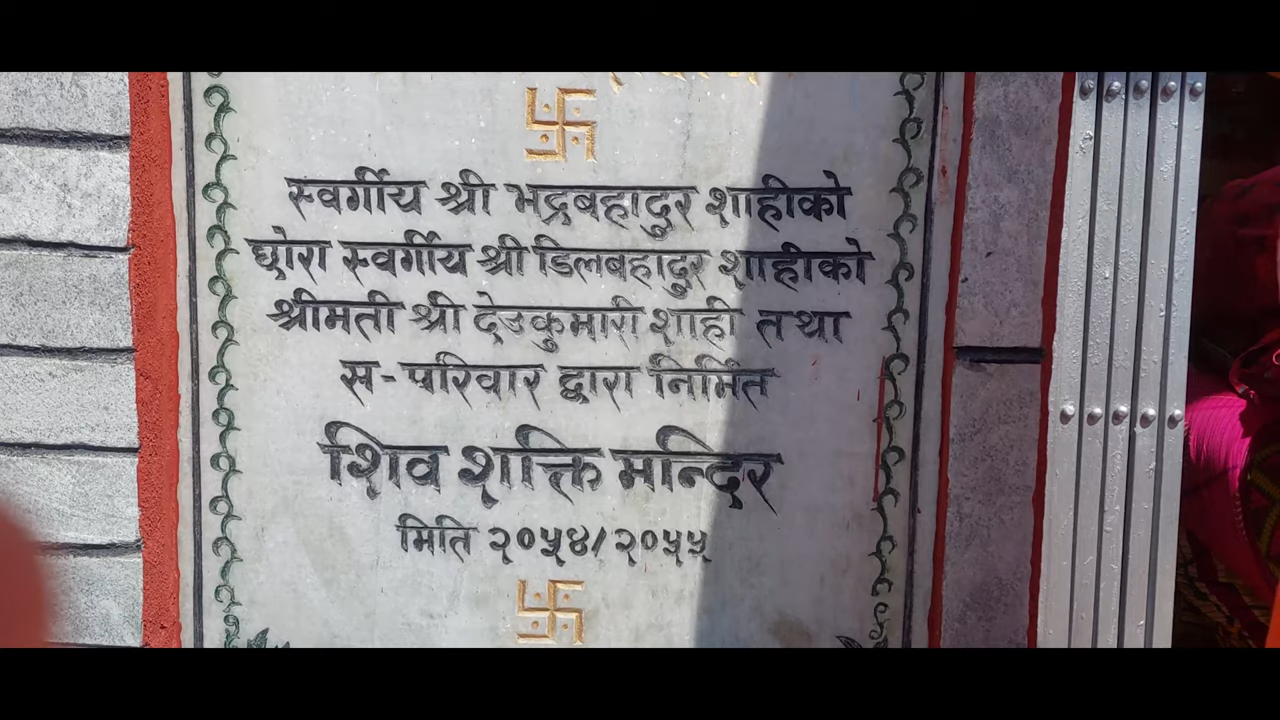 स्वर्गीय श्री भद्रबहादुर शाहीको
छोरा स्वर्गीय श्री डिलबहादुर शाहीको
श्रीमती श्री देउकुमारी शाही तथा
स-परिवार द्वारा निर्मित
शिव शक्ति मन्दिर
मिति २०५४/२०५५